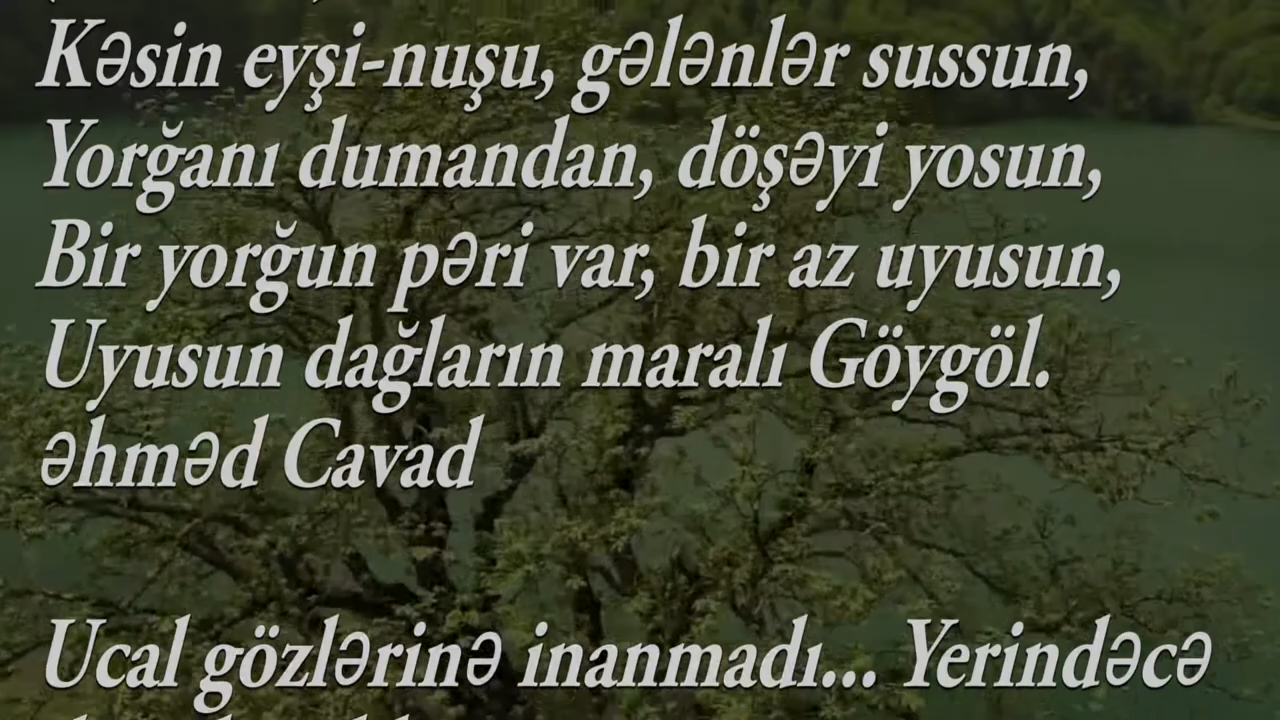 Kəsin eyşi-nuşu, gələnlər sussun,
Yorğanı dumandan, döşəyi yosun,
Bir yorğun pəri var, bir az uyusun,
Uyusun dağların maralı Göygöl.
əhməd Cavad
Ucal gözlərinə inanmadı... Yerindəcə